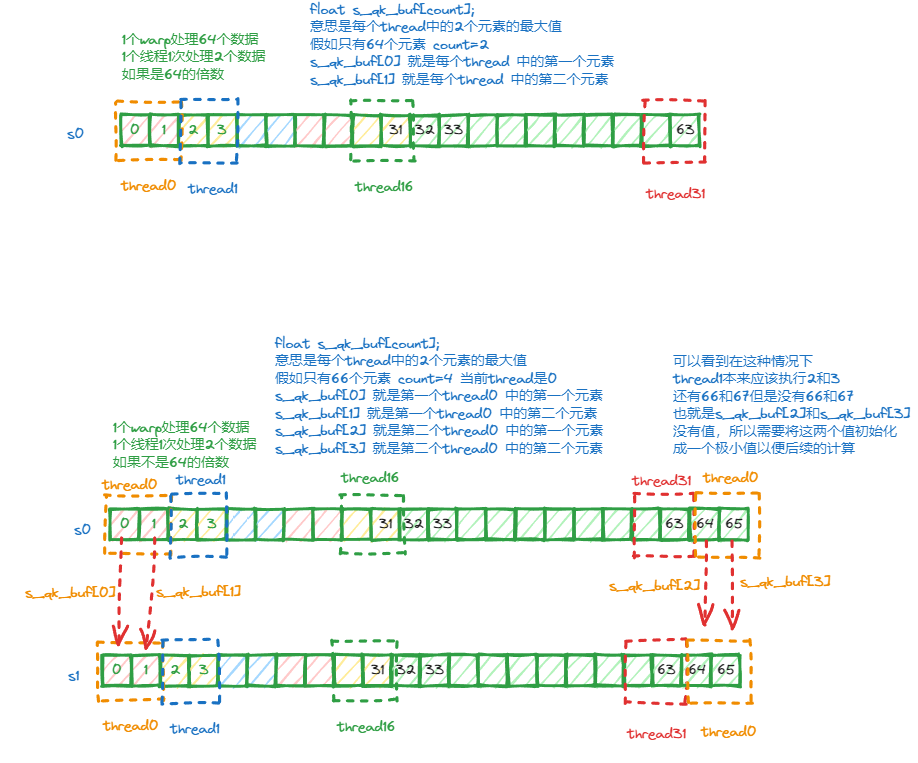 float s_qk_buf[count];
意思是每个thread中的2个元素的最大值
假如只有64个元素 count=2
s_qk_buf[0] 就是每个thread 中的第一个元素
s_qk_buf[1] 就是每个thread 中的第二个元素
1个warp处理64个数据
1个线程1次处理2个数据
如果是64的倍数
s0
0 1 2 3 31 32 33 63
thread0
thread1
thread16
thread31
float s_qk_buf[count];
意思是每个thread中的2个元素的最大值
假如只有66个元素 count=4 当前thread是0
s_qk_buf[0] 就是第一个thread0 中的第一个元素
s_qk_buf[1] 就是第一个thread0 中的第二个元素
s_qk_buf[2] 就是第二个thread0 中的第一个元素
s_qk_buf[3] 就是第二个thread0 中的第二个元素
可以看到在这种情况下
thread1本来应该执行2和3
还有66和67但是没有66和67
也就是s_qk_buf[2]和s_qk_buf[3]
没有值，所以需要将这两个值初始化
成一个极小值以便后续的计算
1个warp处理64个数据
1个线程1次处理2个数据
如果不是64的倍数
thread0
thread1
thread16
thread31
thread0
s0
0 1 2 3 31 32 33 63 64 65
s_qk_buf[0]
s_qk_buf[1]
s_qk_buf[2]
s_qk_buf[3]
s1
0 1 2 3 31 32 33 63 64 65
thread0
thread1
thread16
thread31
thread0